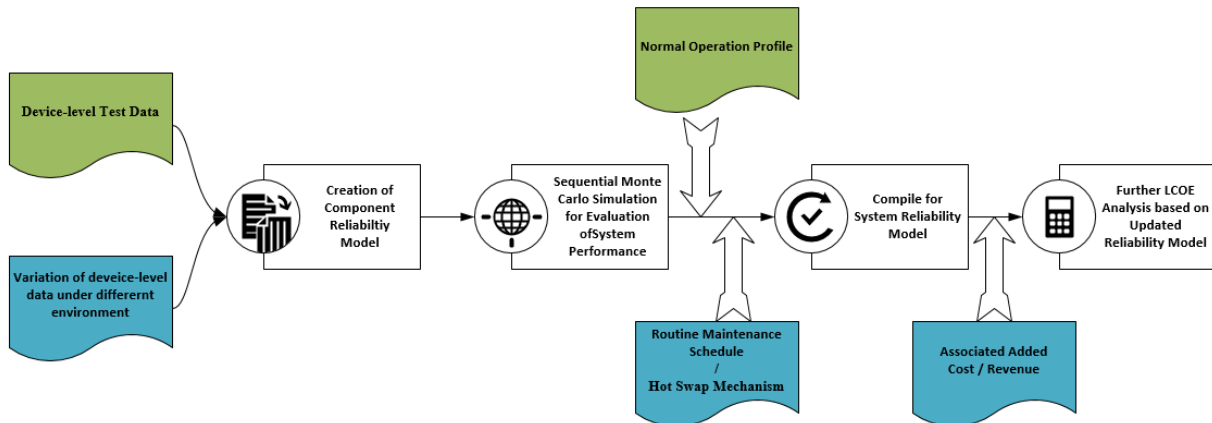 Normal Operation Profile
Device-level Test Data
Creation of
Component
Reliabiltiy Model
Sequential Monte
Carlo Simulation
for Evaluation
ofSystem
Performance
Compile for
System Reliability
Model
Further LCOE
Analysis based on
Updated
Reliability Model
Variation of deveice-level
data under differernt
environment
Routine Maintenance
Schedule
/
Hot Swap Mechanism
Associated Added
Cost / Revenue